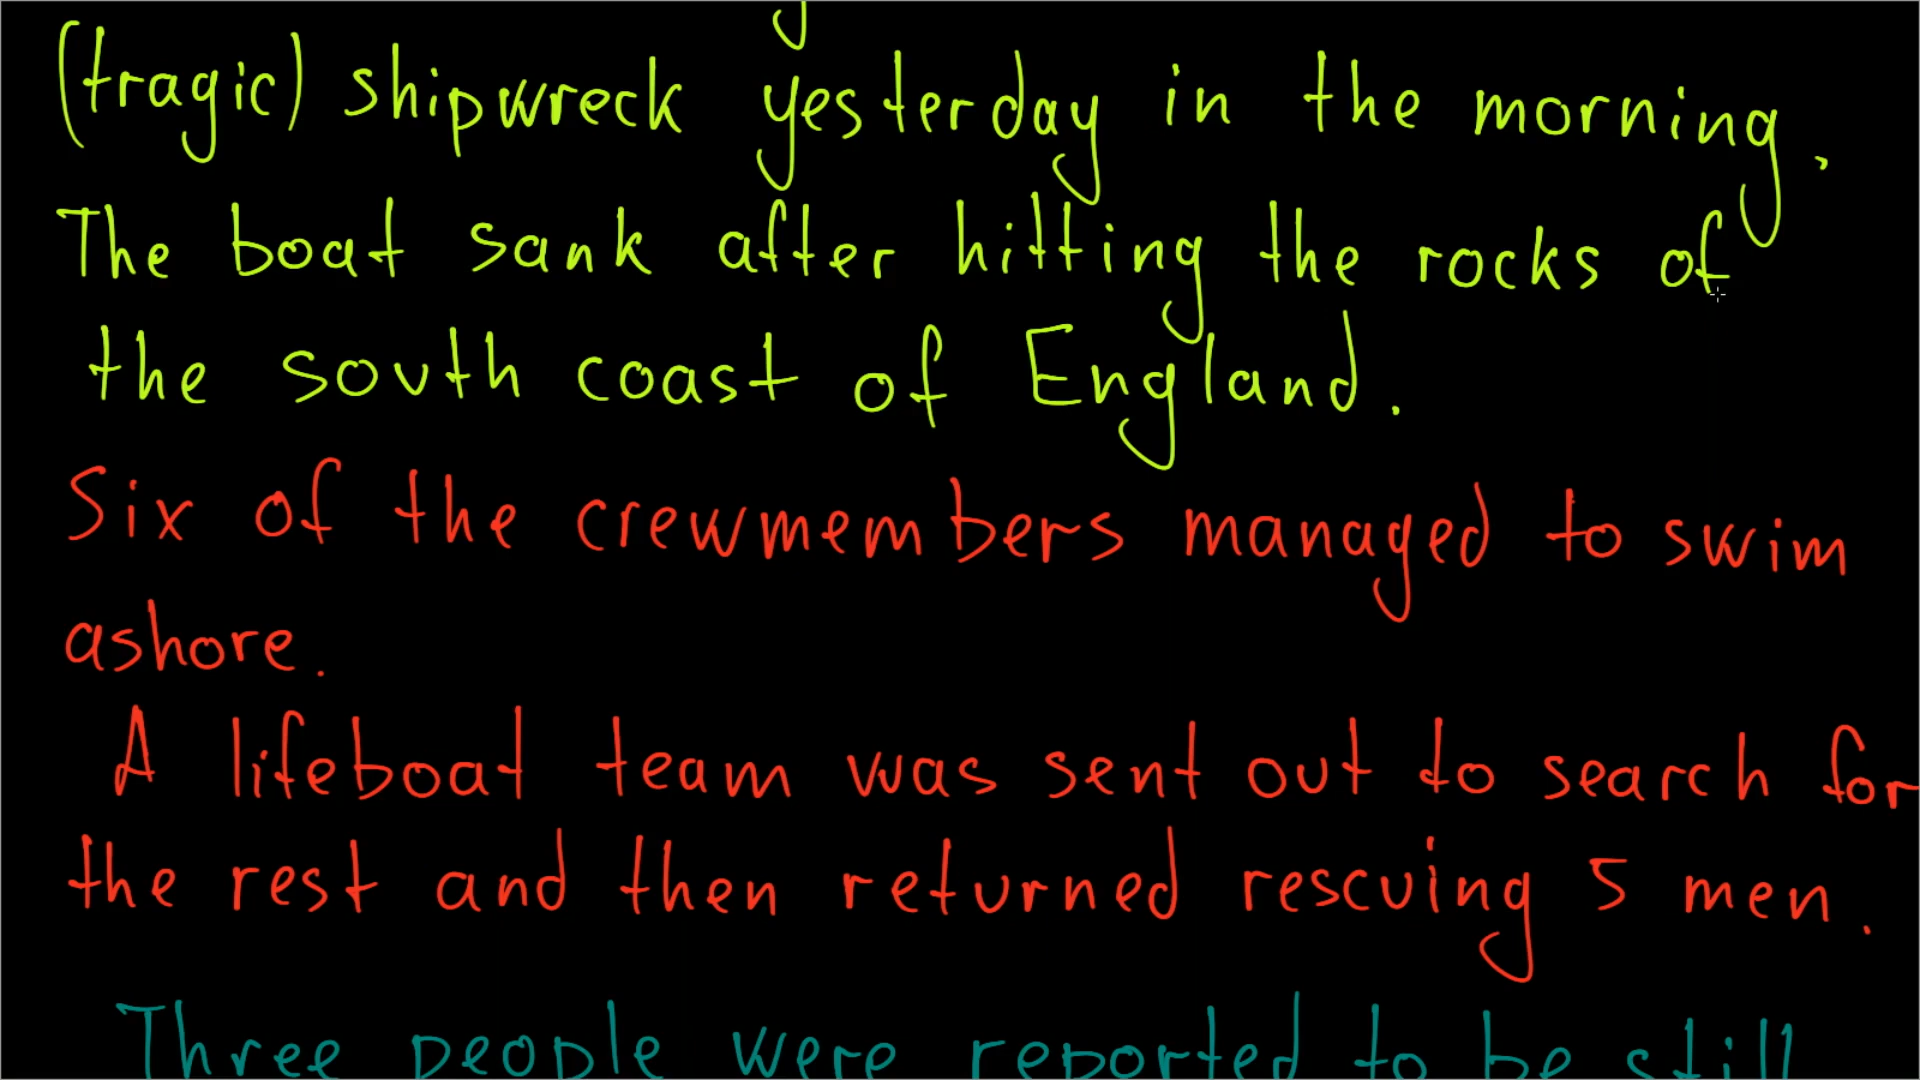 (tragic) shipwreck yesterday in the morning.
The boat sank after hitting the rocks of
the south coast of England.
Six of the crewmembers managed to swim
ashore.
A lifeboat team was sent out to search for
the rest and then returned rescuing 5 men.
Three people were reported to be still